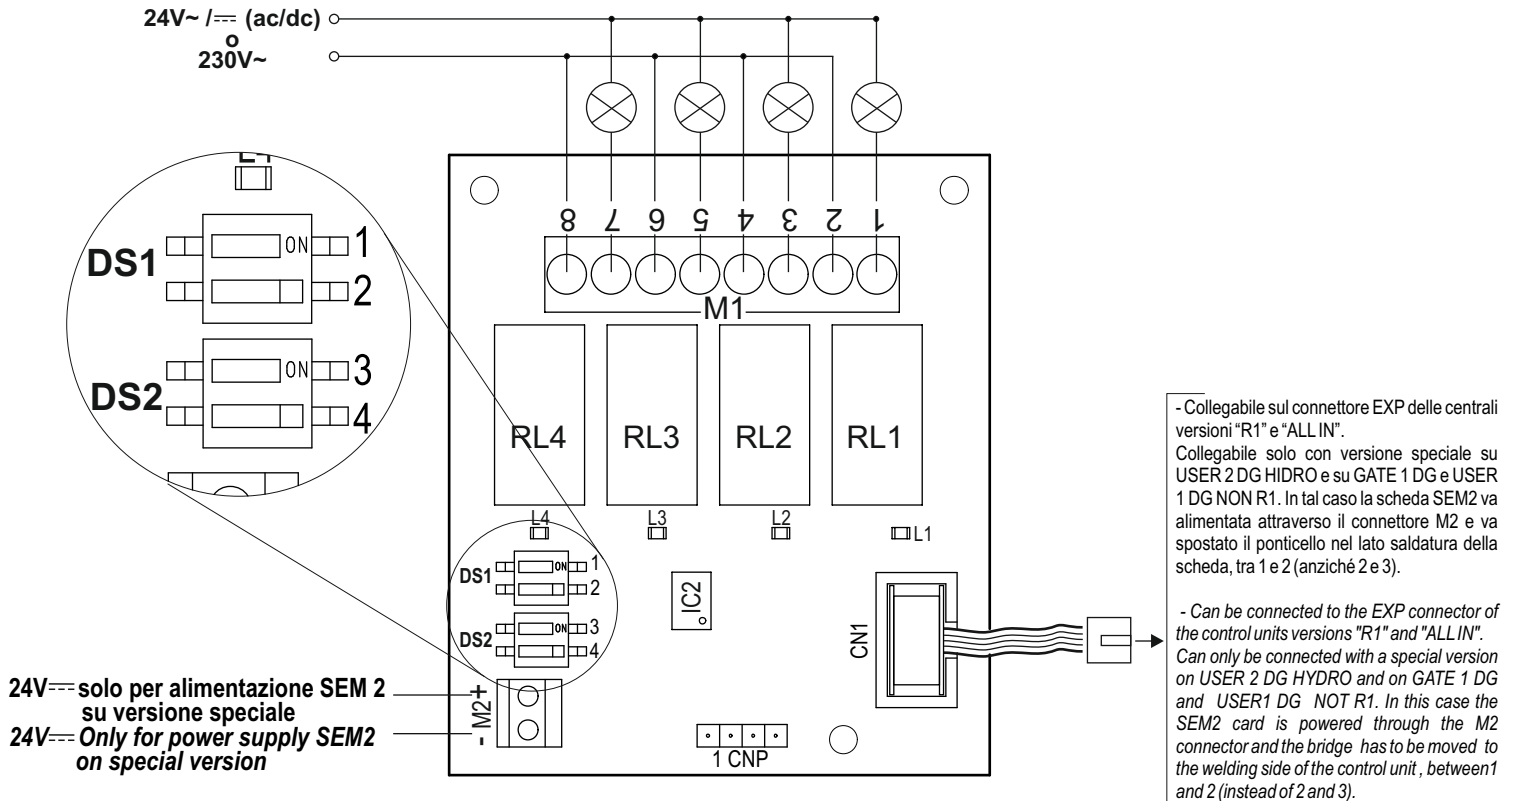 24V~ /⎓ (ac/dc)
o
230V~
8 7 6 5 4 3 2 1
M1
L4
DS1
ON
1
2
DS2
ON
3
4
RL4
RL3
RL2
RL1
L4
L3
L2
L1
DS1
ON
1
2
DS2
ON
3
4
IC2
CN1
24V⎓ solo per alimentazione SEM 2
su versione speciale
24V⎓ Only for power supply SEM2
on special version
- M2+
1 CNP
- Collegabile sul connettore EXP delle centrali
versioni “R1” e “ALL IN”.
Collegabile solo con versione speciale su
USER 2 DG HIDRO e su GATE 1 DG e USER
1 DG NON R1. In tal caso la scheda SEM2 va
alimentata attraverso il connettore M2 e va
spostato il ponticello nel lato saldatura della
scheda, tra 1 e 2 (anziché 2 e 3).
- Can be connected to the EXP connector of
the control units versions "R1" and "ALL IN".
Can only be connected with a special version
on USER 2 DG HYDRO and on GATE 1 DG
and USER1 DG NOT R1. In this case the
SEM2 card is powered through the M2
connector and the bridge has to be moved to
the welding side of the control unit , between1
and 2 (instead of 2 and 3).